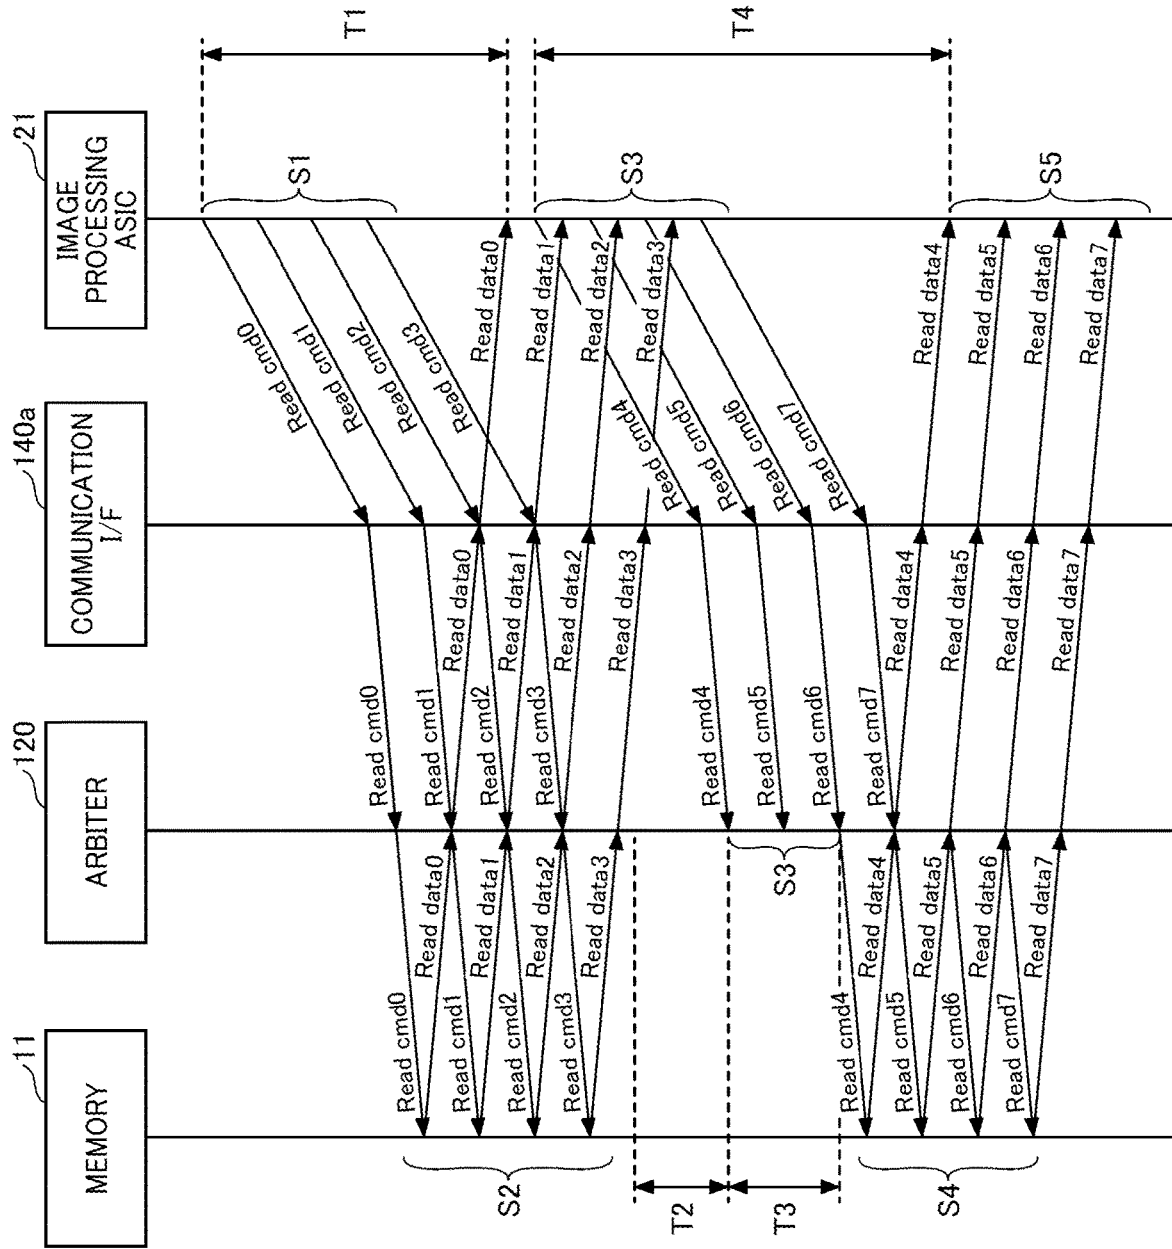 MEMORY
11
ARBITER
120
COMMUNICATION
I/F
140a
IMAGE
PROCESSING
ASIC
21
T1
S1
Read cmd0
Read cmd1
Read cmd2
Read cmd3
Read cmd0
Read cmd1
Read data0
Read cmd2
Read data1
Read cmd3
Read data2
Read data3
Read cmd0
Read data0
Read cmd1
Read data1
Read cmd2
Read data2
Read cmd3
Read data3
S2
Read data0
Read data1
Read data2
Read data3
T4
S3
Read cmd4
Read cmd5
Read cmd6
Read cmd7
T2
T3
S3
Read cmd4
Read cmd5
Read cmd6
Read cmd7
Read data4
Read data5
Read data6
Read data7
Read cmd4
Read data4
Read cmd5
Read data5
Read cmd6
Read data6
Read cmd7
Read data7
S4
Read data4
Read data5
Read data6
Read data7
S5